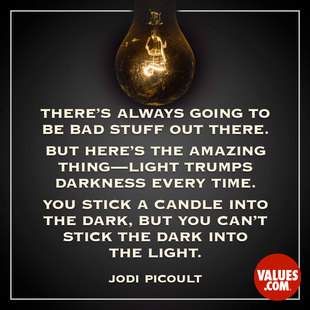 THERE'S ALWAYS GOING TO
BE BAD STUFF OUT THERE.
BUT HERE'S THE AMAZING
THING—LIGHT TRUMPS
DARKNESS EVERY TIME.
YOU STICK A CANDLE INTO
THE DARK, BUT YOU CAN'T
STICK THE DARK INTO
THE LIGHT.
JODI PICOULT
VALUES
.COM